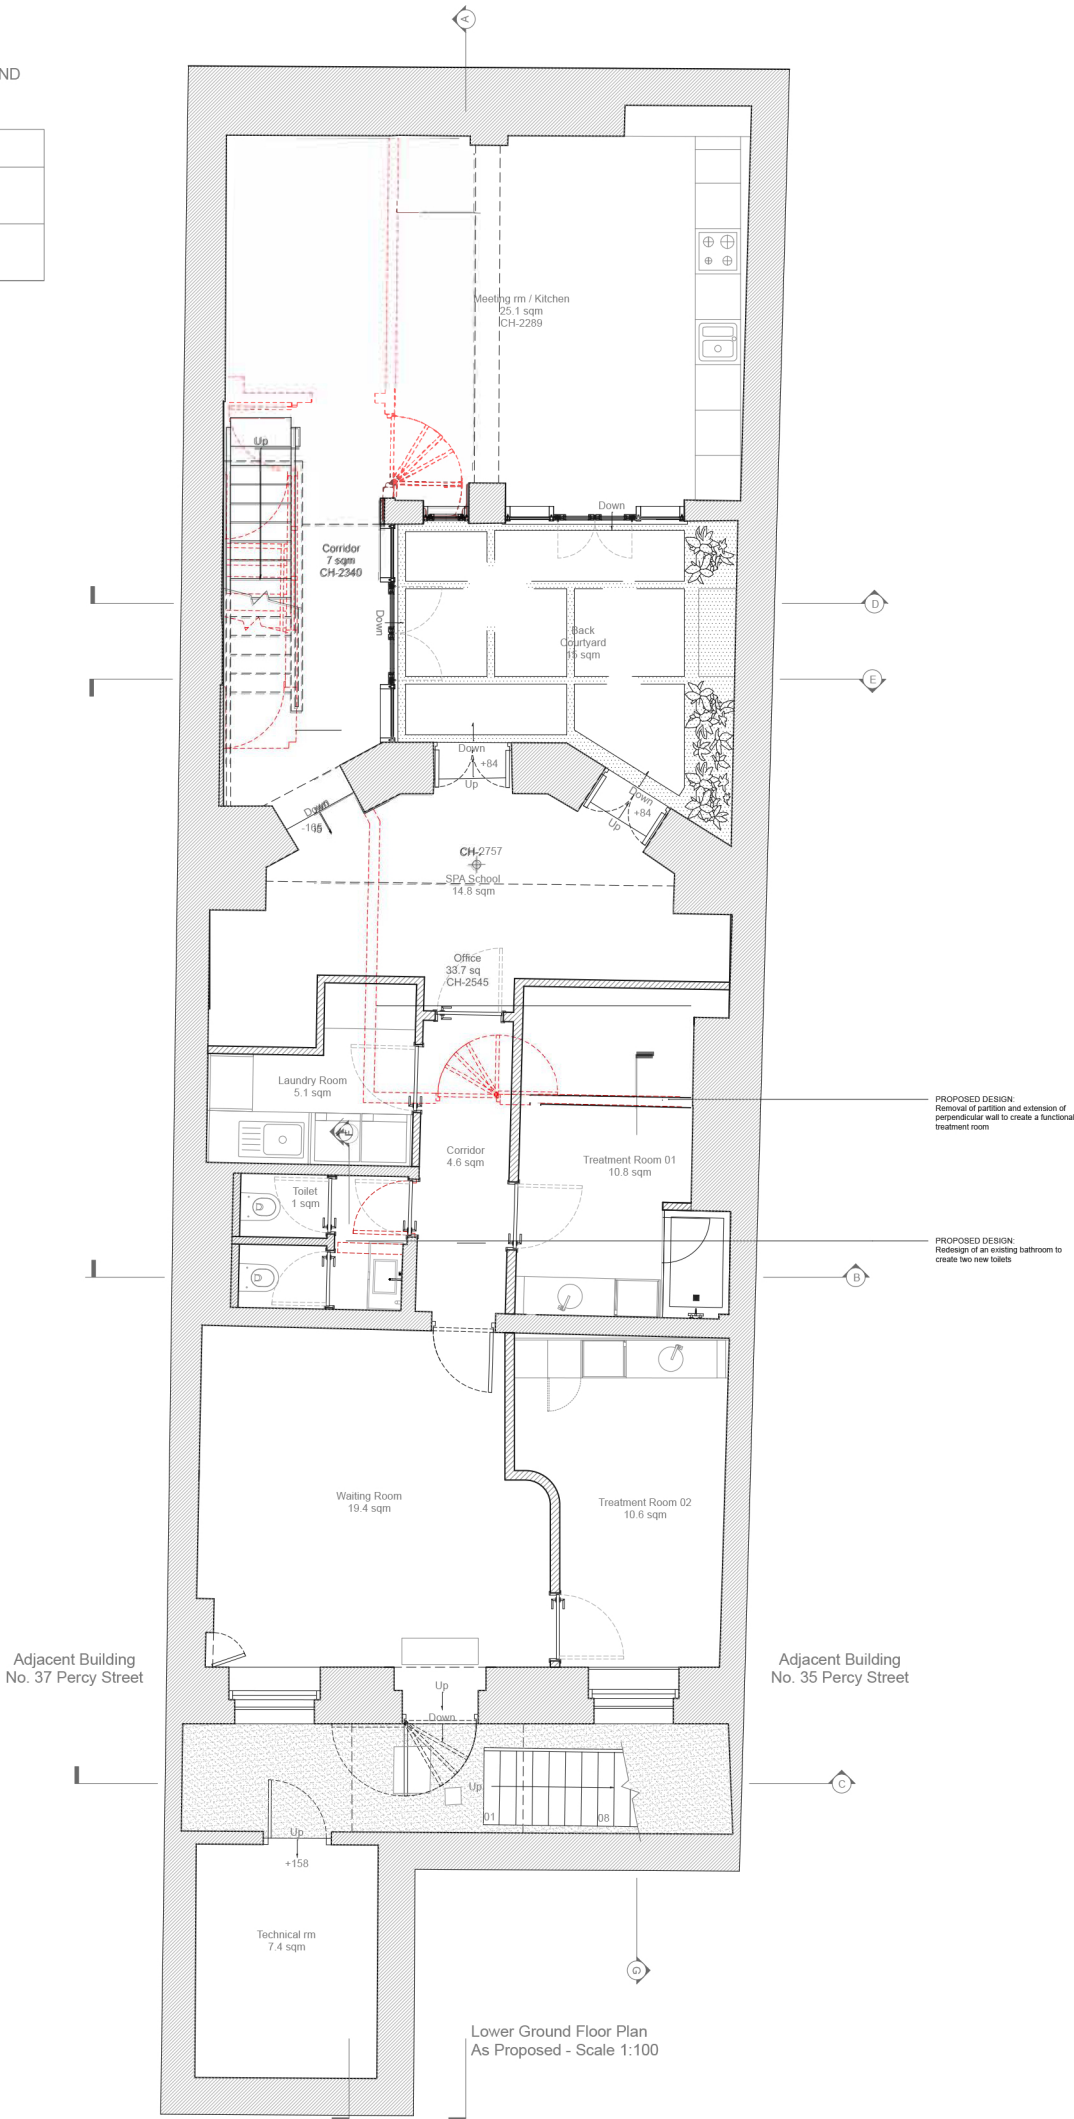 A
ND
Meeting rm / Kitchen
25.1 sqm
CH-2289
Up
Down
Corridor
7 sqm
CH-2340
D
Down
Back
Courtyard
15 sqm
E
Down
+84
Up
Down
+84
Up
Down
CH-2757
SPA School
14.8 sqm
Office
33.7 sq
CH-2545
Laundry Room
5.1 sqm
PROPOSED DESIGN:
Removal of partition and extension of
perpendicular wall to create a functional
treatment room
F
Corridor
4.6 sqm
Treatment Room 01
10.8 sqm
Toilet
1 sqm
PROPOSED DESIGN:
Redesign of an existing bathroom to
create two new toilets
B
Waiting Room
19.4 sqm
Treatment Room 02
10.6 sqm
Adjacent Building
No. 37 Percy Street
Adjacent Building
No. 35 Percy Street
Up
Down
Up
01
08
C
Up
+158
Technical rm
7.4 sqm
G
Lower Ground Floor Plan
As Proposed - Scale 1:100